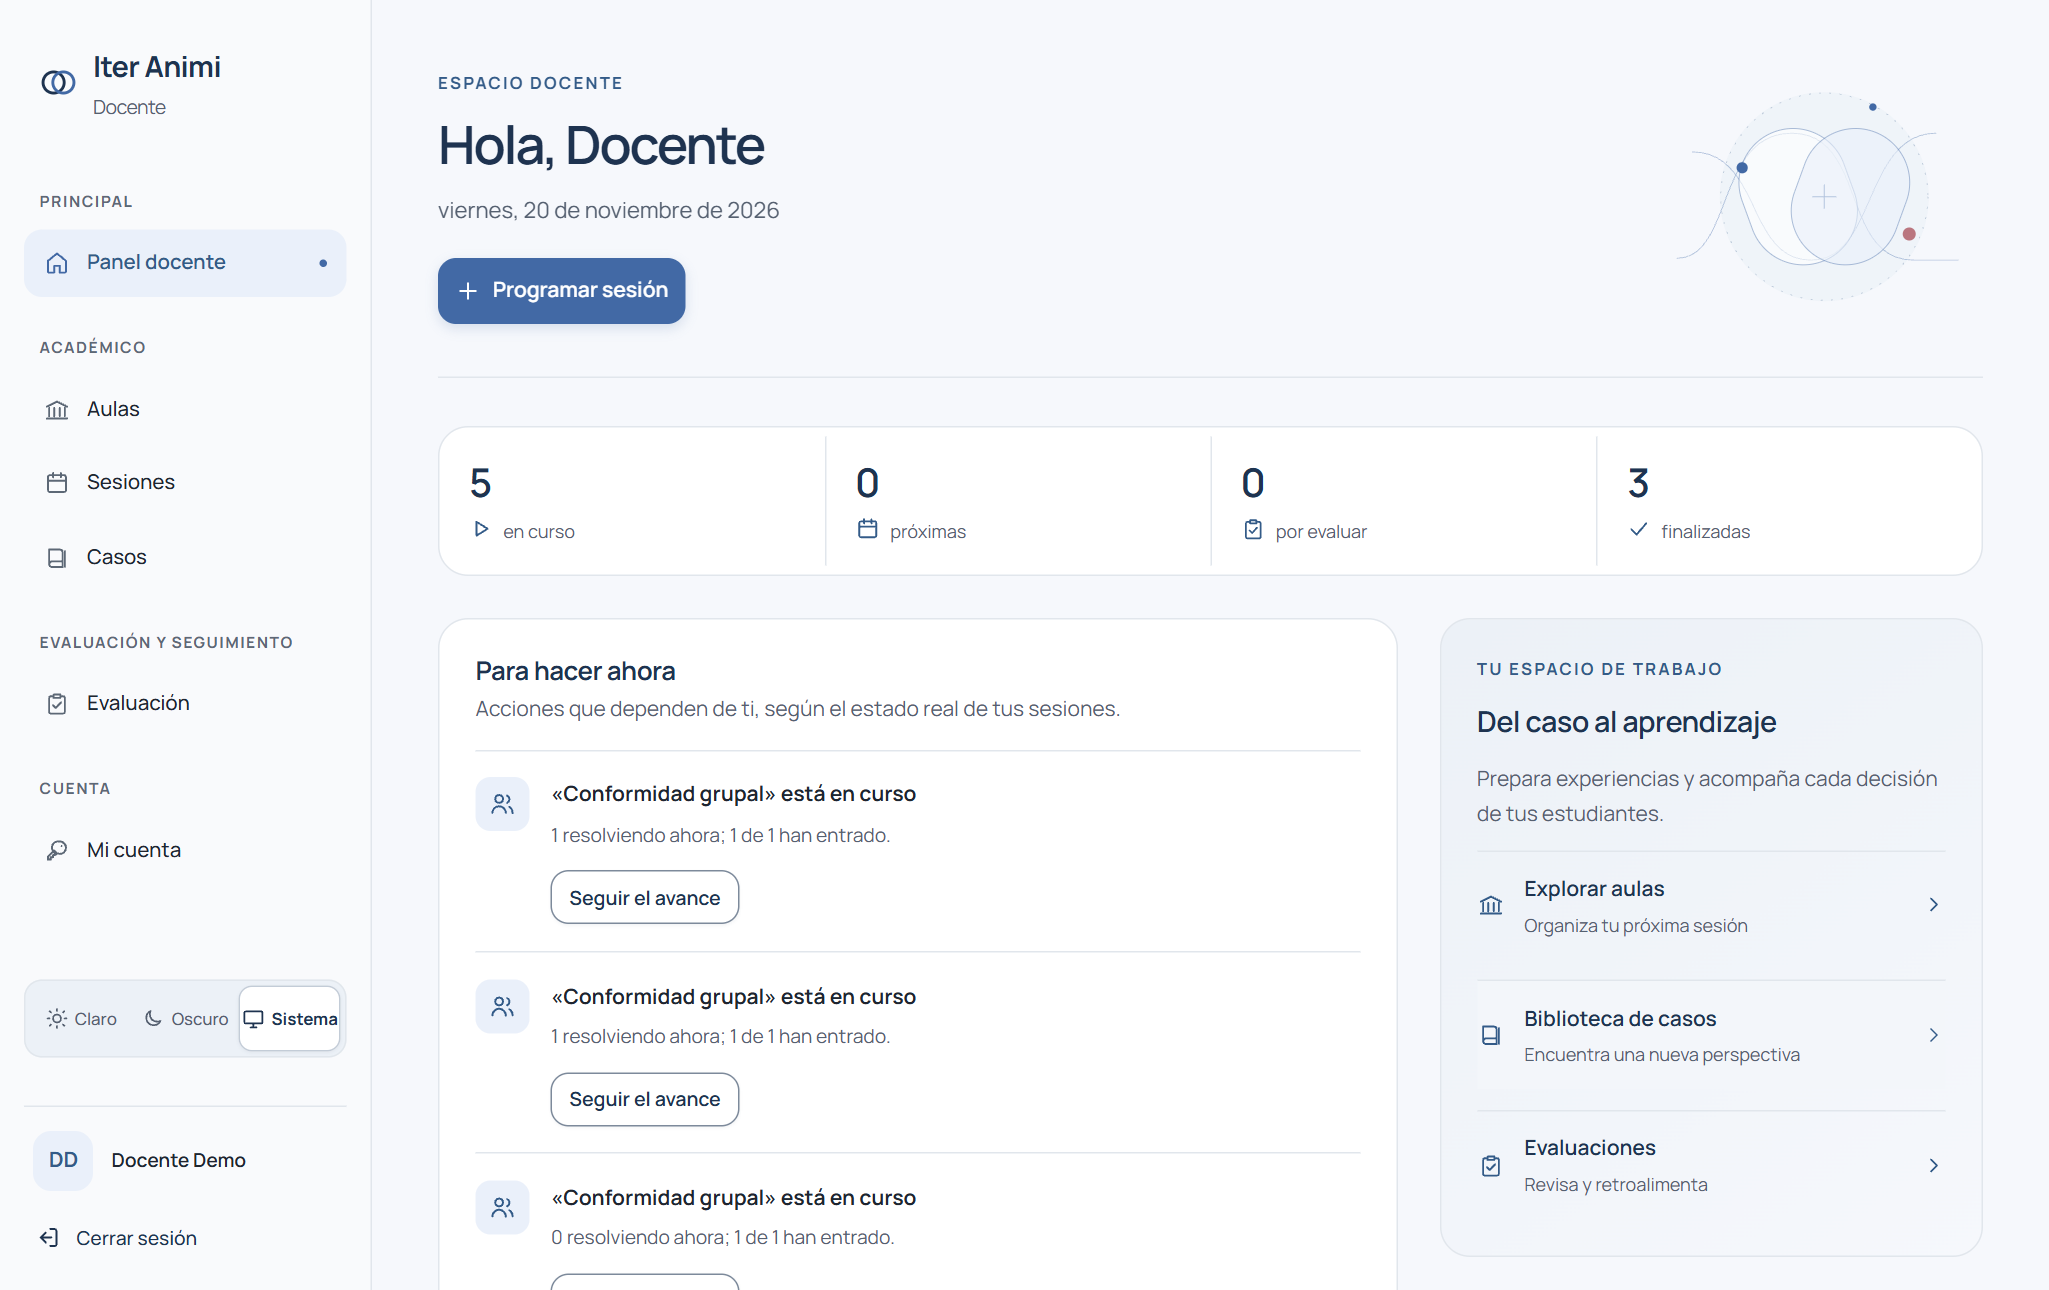 Iter Animi
Docente
PRINCIPAL
Panel docente
ACADÉMICO
Aulas
Sesiones
Casos
EVALUACIÓN Y SEGUIMIENTO
Evaluación
CUENTA
Mi cuenta
Claro
Oscuro
Sistema
DD
Docente Demo
Cerrar sesión
ESPACIO DOCENTE
Hola, Docente
viernes, 20 de noviembre de 2026
Programar sesión
5
en curso
0
próximas
0
por evaluar
3
finalizadas
Para hacer ahora
Acciones que dependen de ti, según el estado real de tus sesiones.
«Conformidad grupal» está en curso
1 resolviendo ahora; 1 de 1 han entrado.
Seguir el avance
«Conformidad grupal» está en curso
1 resolviendo ahora; 1 de 1 han entrado.
Seguir el avance
«Conformidad grupal» está en curso
0 resolviendo ahora; 1 de 1 han entrado.
TU ESPACIO DE TRABAJO
Del caso al aprendizaje
Prepara experiencias y acompaña cada decisión
de tus estudiantes.
Explorar aulas
Organiza tu próxima sesión
Biblioteca de casos
Encuentra una nueva perspectiva
Evaluaciones
Revisa y retroalimenta